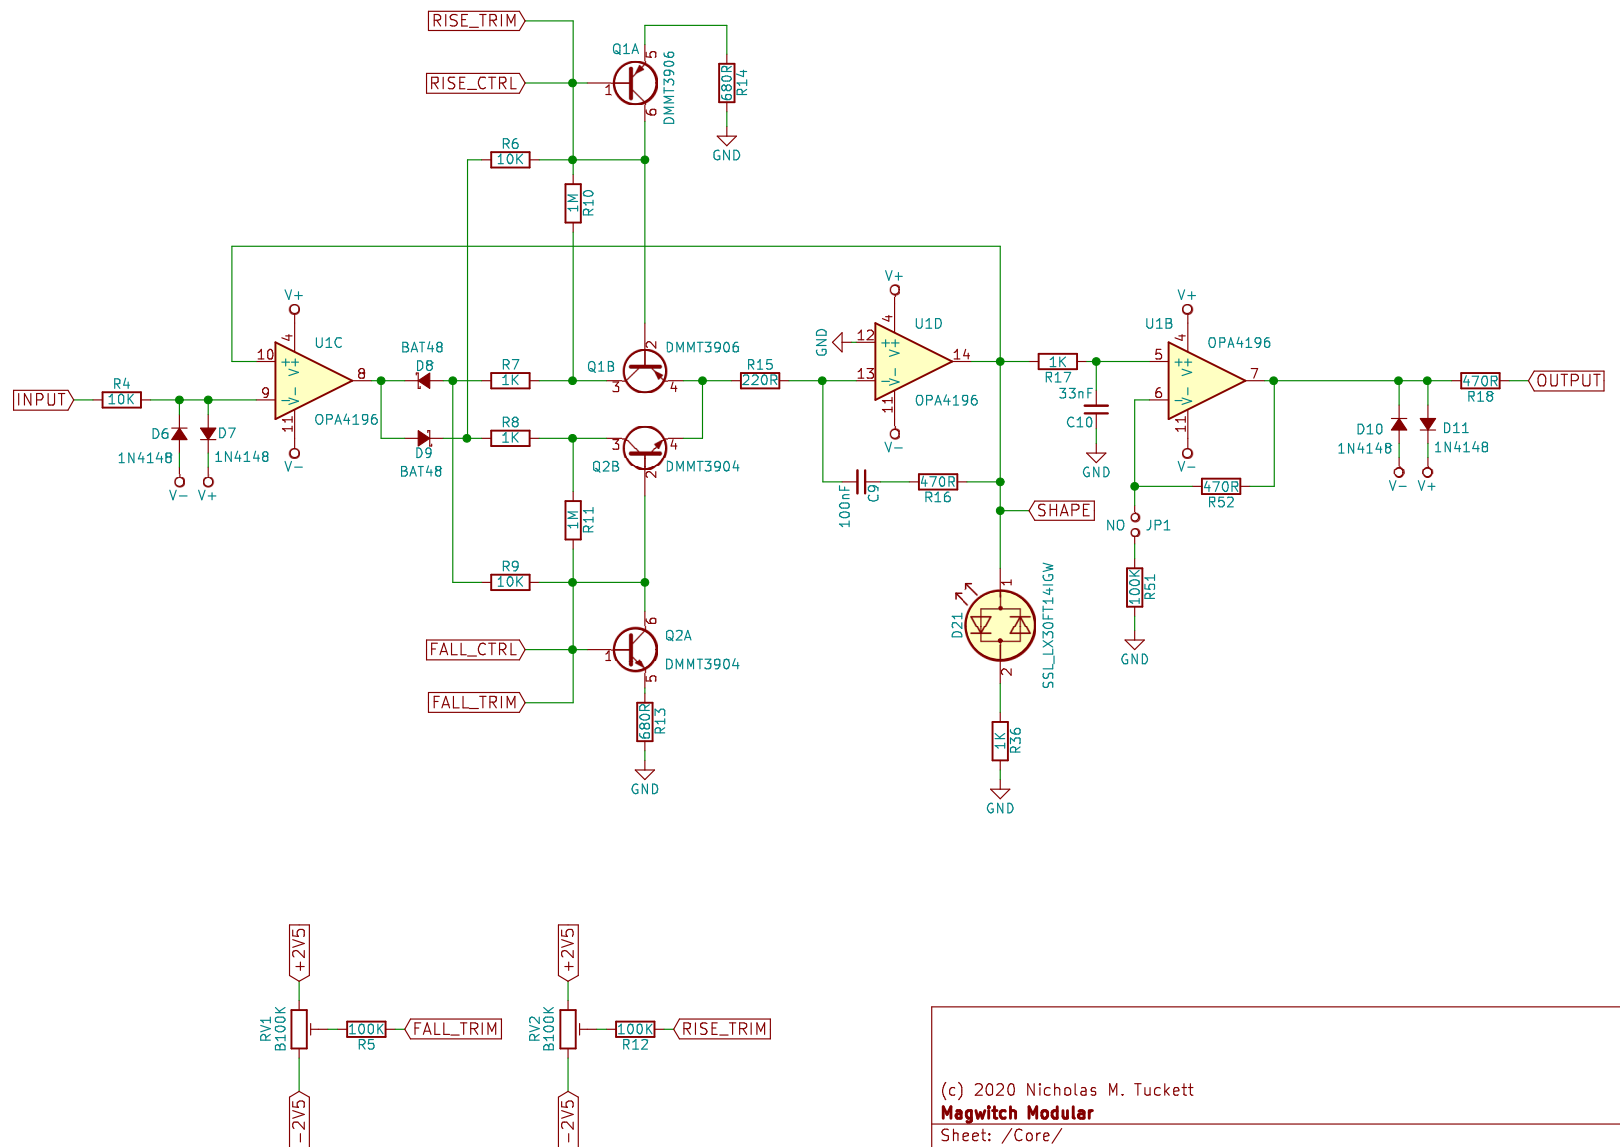 RISE_TRIM
Q1A
5
DMMT3906
RISE_CTRL
1
6
680R
R14
GND
R6
10K
1M
R10
V+
4
U1C
10
++
V+
9
V-
-
8
11
OPA4196
V-
INPUT
R4
10K
D6
1N4148
D7
1N4148
V-
V+
BAT48
D8
D9
BAT48
R7
1K
R8
1K
Q1B
2
DMMT3906
3
4
3
4
Q2B
2
DMMT3904
R15
220R
1M
R11
R9
10K
FALL_CTRL
1
6
Q2A
DMMT3904
5
FALL_TRIM
680R
R13
GND
V+
4
U1D
GND
12
++
V+
13
V-
-
14
11
OPA4196
V-
100nF
C9
470R
R16
SHAPE
1
D21
SSL_LX30FT14IGW
2
1K
R36
GND
1K
R17
33nF
C10
GND
V+
U1B
4
OPA4196
5
++
V+
6
V-
-
7
11
V-
470R
R52
NO
JP1
100K
R51
GND
D10
1N4148
D11
1N4148
V-
V+
470R
R18
OUTPUT
+2V5
RV1
B100K
100K
R5
FALL_TRIM
-2V5
+2V5
RV2
B100K
100K
R12
RISE_TRIM
-2V5
(c) 2020 Nicholas M. Tuckett
Magwitch Modular
Sheet: /Core/